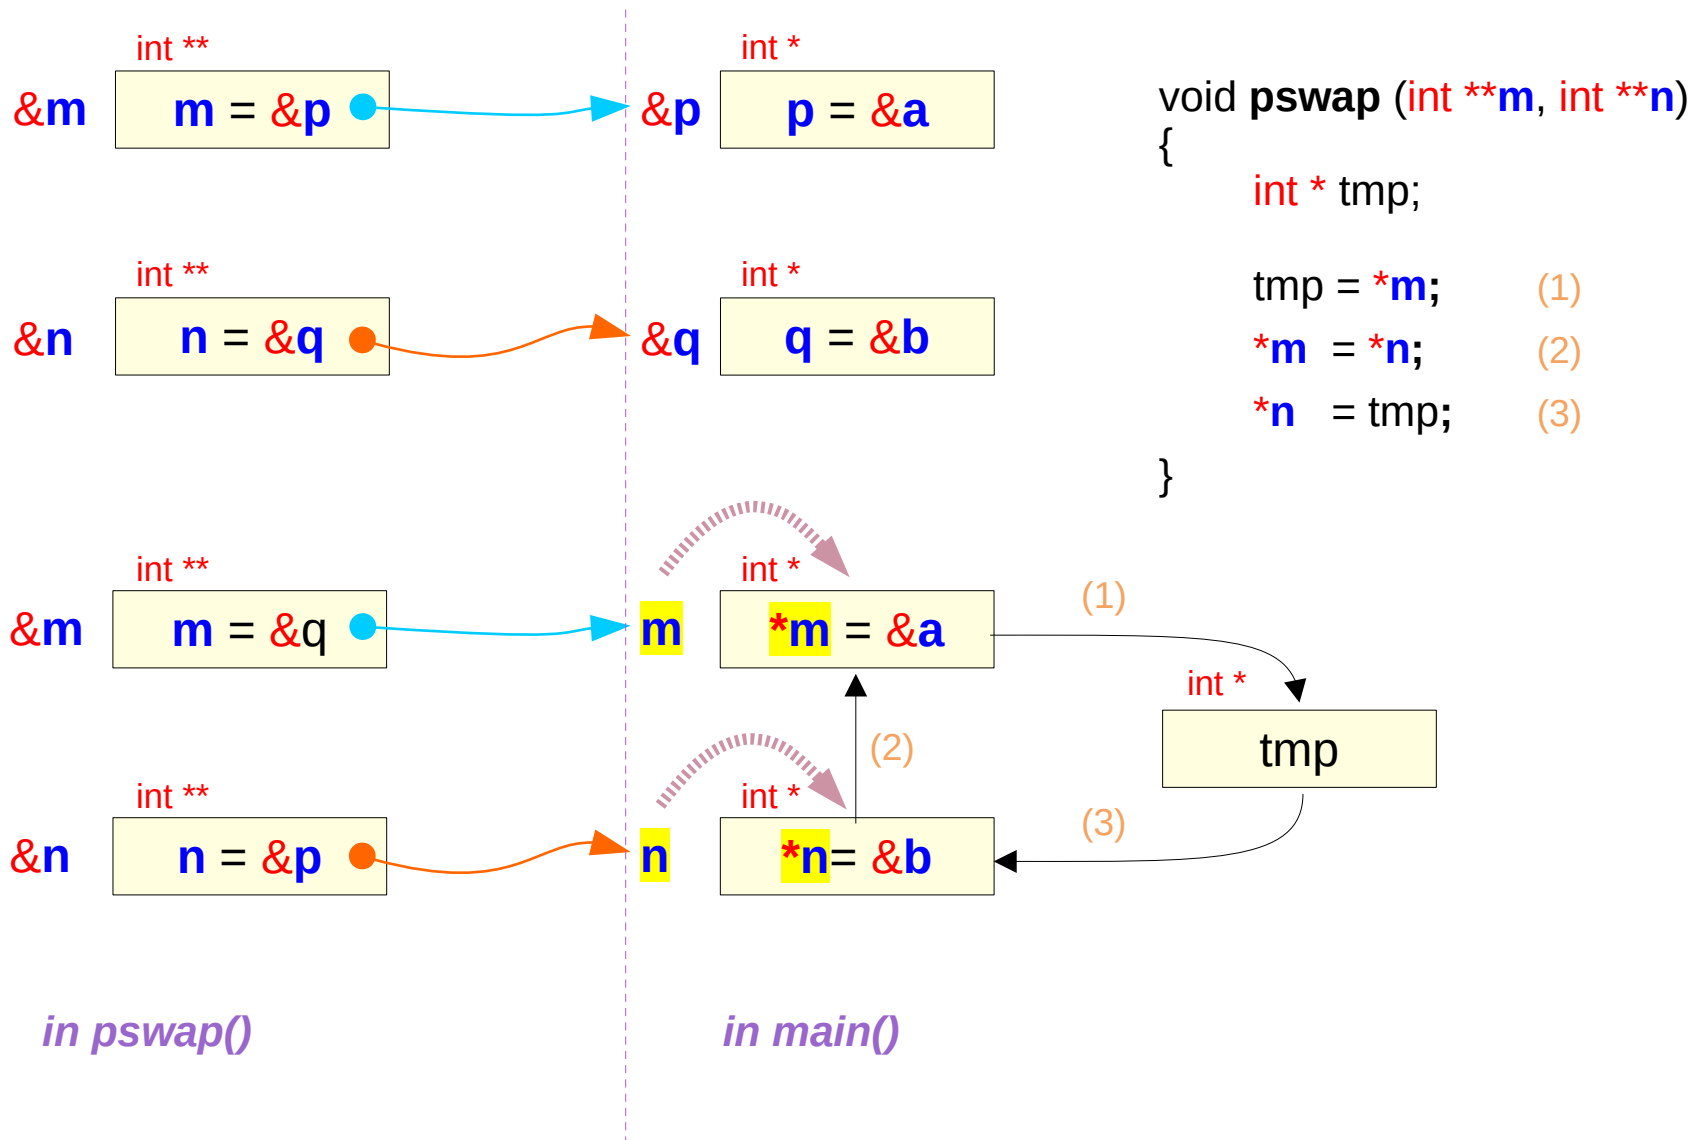 int **
int *
&m
m = &p
&p
p = &a
int **
int *
&n
n = &q
&q
q = &b
void pswap (int **m, int **n)
{
int * tmp;
tmp = *m; (1)
*m = *n; (2)
*n = tmp; (3)
}
int **
int *
&m
m = &q
m
*m = &a
(1)
int *
tmp
(2)
int **
int *
&n
n = &p
n
*n= &b
(3)
in pswap()
in main()